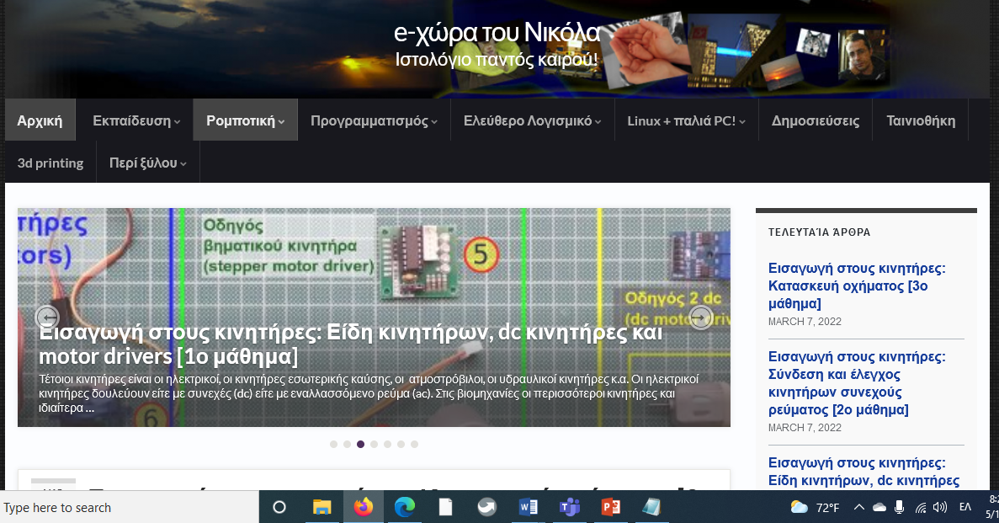 e-χώρα του Νικόλα
Ιστολόγιο παντός καιρού!
Αρχική Εκπαίδευση Ρομποτική Προγραμματισμός Ελεύθερο Λογισμικό Linux + παλιά PC! Δημοσιεύσεις Ταινιοθήκη
3d printing Περί ξύλου
τήρες
ors)
Οδηγός
βηματικού κινητήρα
(stepper motor driver)
5
Οδηγός 2 dc
(dc motor driv
6
Εισαγωγή στους κινητήρες: Είδη κινητήρων, dc κινητήρες και
motor drivers [1ο μάθημα]
Τέτοιοι κινητήρες είναι οι ηλεκτρικοί, οι κινητήρες εσωτερικής καύσης, οι ατμοστρόβιλοι, οι υδραυλικοί κινητήρες κ.α. Οι ηλεκτρικοί
κινητήρες δουλεύουν είτε με συνεχές (dc) είτε με εναλλασσόμενο ρεύμα (ac). Στις βιομηχανίες οι περισσότεροι κινητήρες και
ιδιαίτερα ...
ΤΕΛΕΥΤΑΊΑ ΆΡΘΡΑ
Εισαγωγή στους κινητήρες:
Κατασκευή οχήματος [3ο
μάθημα]
MARCH 7, 2022
Εισαγωγή στους κινητήρες:
Σύνδεση και έλεγχος
κινητήρων συνεχούς
ρεύματος [2ο μάθημα]
MARCH 7, 2022
Εισαγωγή στους κινητήρες:
Είδη κινητήρων, dc κινητήρες
Type here to search
72°F
ΕΛ
8:2
5/1